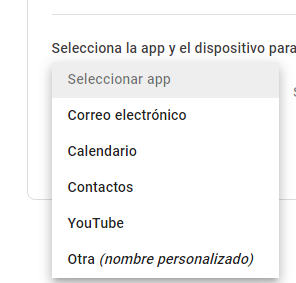 Selecciona la app y el dispositivo para
Seleccionar app
Correo electrónico
Calendario
Contactos
YouTube
Otra (nombre personalizado)